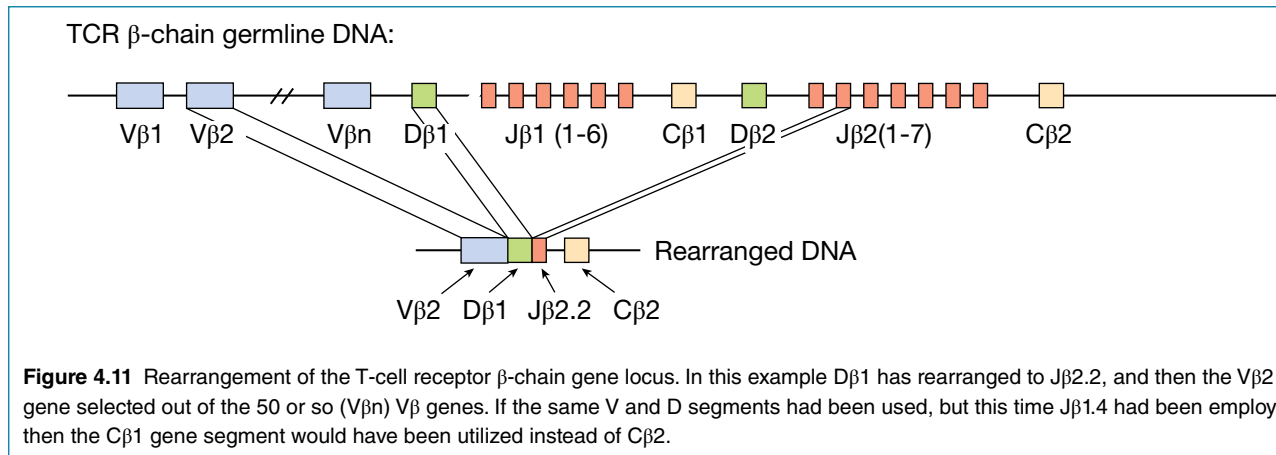 TCR β-chain germline DNA:
Vβ1 Vβ2 Vβn Dβ1 Jβ1 (1-6) Cβ1 Dβ2 Jβ2(1-7) Cβ2
Rearranged DNA
Vβ2 Dβ1 Jβ2.2 Cβ2
Figure 4.11 Rearrangement of the T-cell receptor β-chain gene locus. In this example Dβ1 has rearranged to Jβ2.2, and then the Vβ2
gene selected out of the 50 or so (Vβn) Vβ genes. If the same V and D segments had been used, but this time Jβ1.4 had been employ
then the Cβ1 gene segment would have been utilized instead of Cβ2.